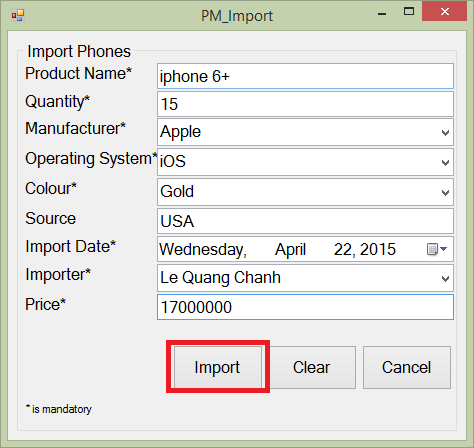 PM_Import
Import Phones
Product Name* iphone 6+
Quantity* 15
Manufacturer* Apple
Operating System* iOS
Colour* Gold
Source USA
Import Date* Wednesday, April 22, 2015
Importer* Le Quang Chanh
Price* 17000000
Import Clear Cancel
* is mandatory